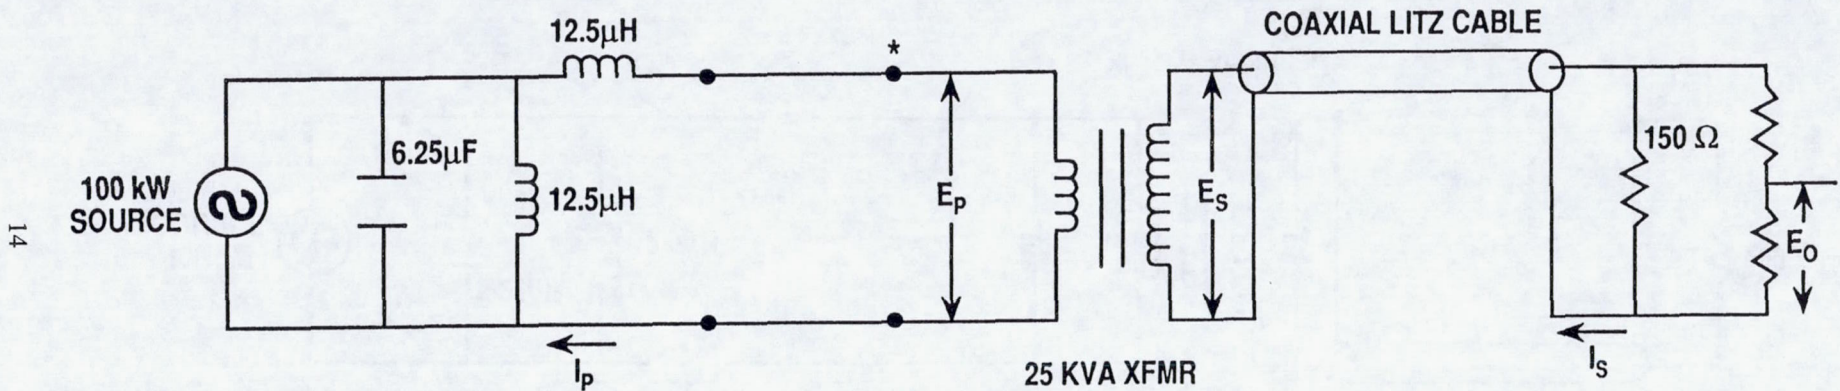 COAXIAL LITZ CABLE
12.5μH
*
6.25μF
12.5μH
100 kW
SOURCE
E_P
E_S
150 Ω
E_O
I_P
25 KVA XFMR
I_S
14